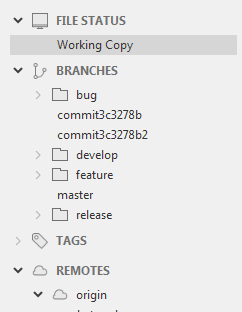 FILE STATUS
Working Copy
BRANCHES
bug
commit3c3278b
commit3c3278b2
develop
feature
master
release
TAGS
REMOTES
origin